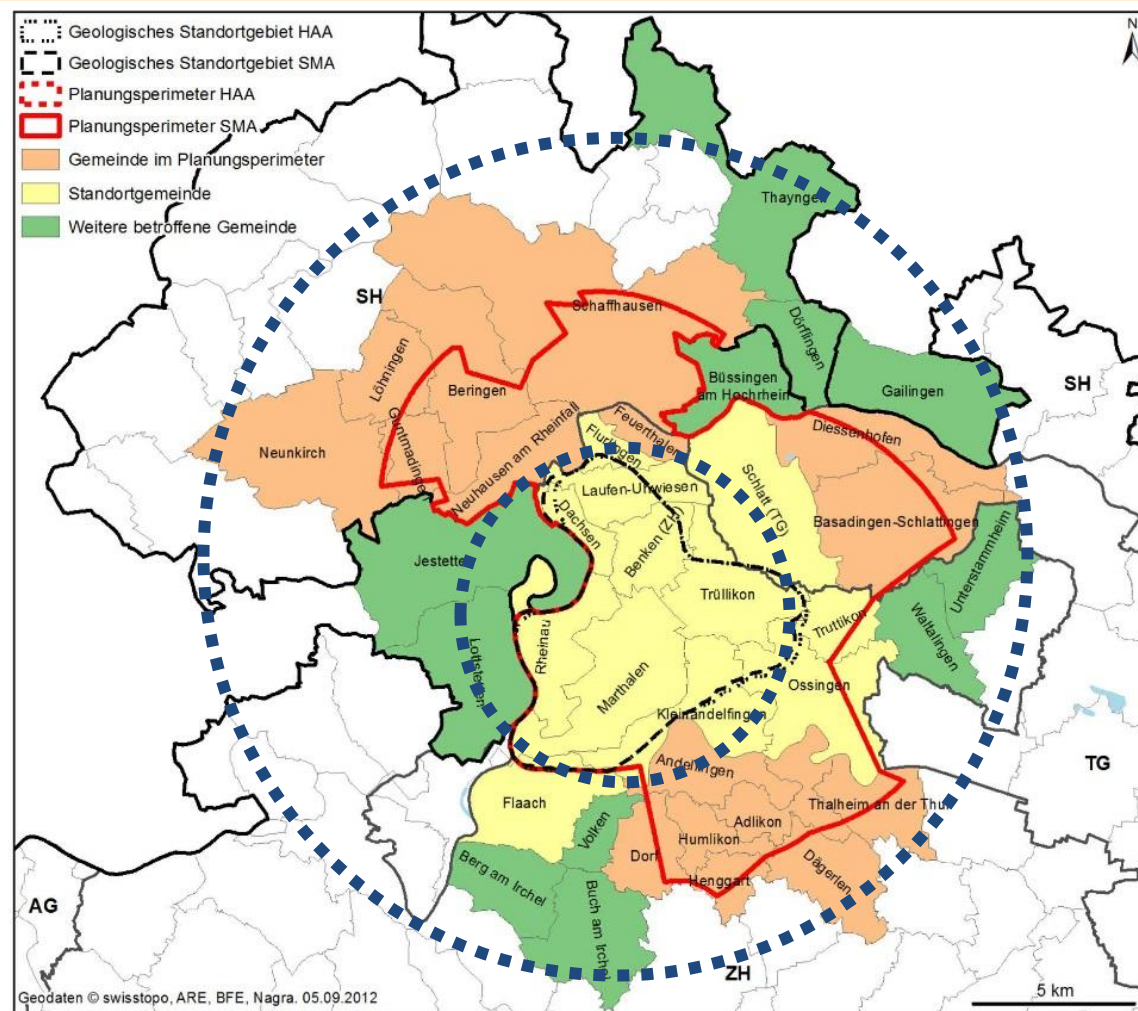 Geologisches Standortgebiet HAA
Geologisches Standortgebiet SMA
Planungsperimeter HAA
Planungsperimeter SMA
Gemeinde im Planungsperimeter
Standortgemeinde
Weitere betroffene Gemeinde
N
Thayngen
SH
Schaffhausen
Dörflingen
Löhningen
Beringen
Büssingen
am Hochrhein
Gailingen
SH
Guntmadingen
Neuhausen am Rheinfall
Feuerthalen
Flurlingen
Diessenhofen
Neunkirch
Laufen-Uhwiesen
Schlatt (TG)
Dachsen
Benken (ZH)
Basadingen-Schlattingen
Jestetten
Unterstammheim
Trüllikon
Truttikon
Waltalingen
Rheinau
Lottstetten
Marthalen
Ossingen
Kleinandelfingen
TG
Andelfingen
Flaach
Thalheim an der Thur
Volken
Adlikon
Humlikon
Dorf
Berg am Irchel
Henggart
Dägerlen
Buch am Irchel
AG
ZH
5 km
Geodaten © swisstopo, ARE, BFE, Nagra. 05.09.2012